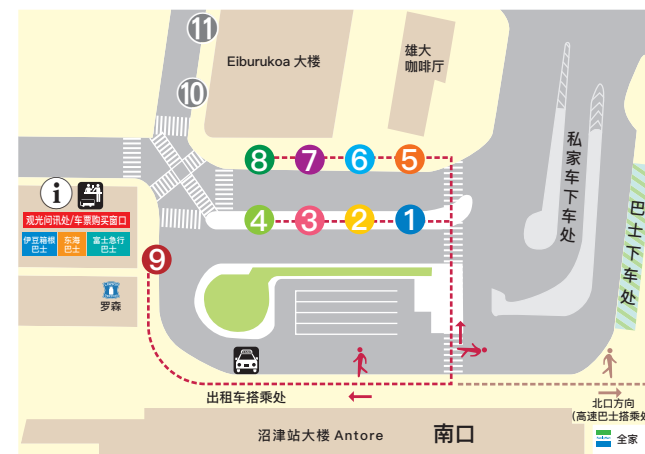 ⑪
Eiburukoa 大楼
雄大
咖啡厅
⑩
⑧ ⑦ ⑥ ⑤
私家车下车处
巴士下车处
i
观光问讯处/车票购买窗口
伊豆箱根
巴士
东海
巴士
富士急行
巴士
④ ③ ② ①
⑨
罗森
出租车搭乘处
北口方向
(高速巴士搭乘处
沼津站大楼 Antore
南口
全家